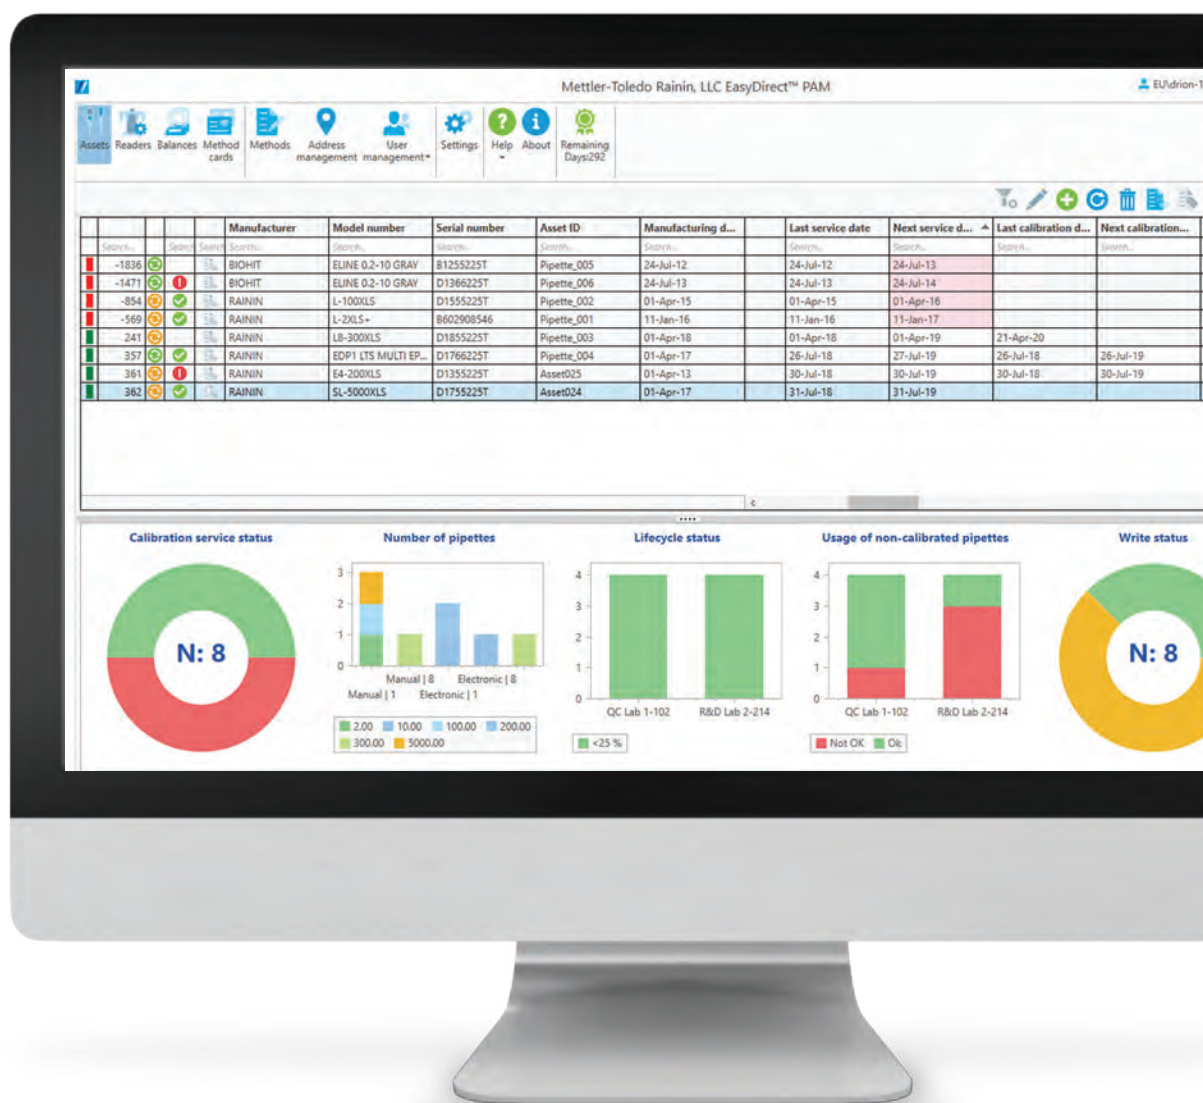 Mettler-Toledo Rainin, LLC EasyDirect™ PAM
EU\drion-1
Assets Readers Balances Method cards Methods Address management User management Settings Help About Remaining Days:292
Manufacturer Model number Serial number Asset ID Manufacturing d... Last service date Next service d... Last calibration d... Next calibration...
Search... Search Search Search... Search... Search... Search... Search... Search... Search... Search... Search...
-1836 BIOHIT ELINE 0.2-10 GRAY B1255225T Pipette_005 24-Jul-12 24-Jul-12 24-Jul-13
-1471 BIOHIT ELINE 0.2-10 GRAY D1366225T Pipette_006 24-Jul-13 24-Jul-13 24-Jul-14
-854 RAININ L-100XLS D1555225T Pipette_002 01-Apr-15 01-Apr-15 01-Apr-16
-569 RAININ L-2XLS+ B602908546 Pipette_001 11-Jan-16 11-Jan-16 11-Jan-17
241 RAININ L8-300XLS D1855225T Pipette_003 01-Apr-18 01-Apr-18 01-Apr-19 21-Apr-20
357 RAININ EDP1 LTS MULTI EP... D1766225T Pipette_004 01-Apr-17 26-Jul-18 27-Jul-19 26-Jul-18 26-Jul-19
361 RAININ E4-200XLS D1355225T Asset025 01-Apr-13 30-Jul-18 30-Jul-19 30-Jul-18 30-Jul-19
362 RAININ SL-5000XLS D1755225T Asset024 01-Apr-17 31-Jul-18 31-Jul-19
Calibration service status
N: 8
Number of pipettes
3
2
1
0
Manual | 8 Electronic | 8
Manual | 1 Electronic | 1
2.00 10.00 100.00 200.00
300.00 5000.00
Lifecycle status
4
3
2
1
0
QC Lab 1-102 R&D Lab 2-214
<25 %
Usage of non-calibrated pipettes
4
3
2
1
0
QC Lab 1-102 R&D Lab 2-214
Not OK Ok
Write status
N: 8